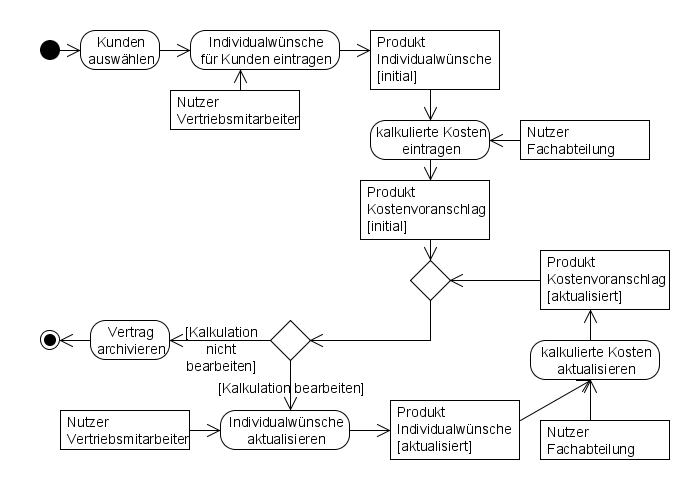 Kunden
auswählen
Individualwünsche
für Kunden eintragen
Produkt
Individualwünsche
[initial]
Nutzer
Vertriebsmitarbeiter
kalkulierte Kosten
eintragen
Nutzer
Fachabteilung
Produkt
Kostenvoranschlag
[initial]
Produkt
Kostenvoranschlag
[aktualisiert]
Vertrag
archivieren
[Kalkulation
nicht
bearbeiten]
kalkulierte Kosten
aktualisieren
[Kalkulation bearbeiten]
Nutzer
Vertriebsmitarbeiter
Individualwünsche
aktualisieren
Produkt
Individualwünsche
[aktualisiert]
Nutzer
Fachabteilung